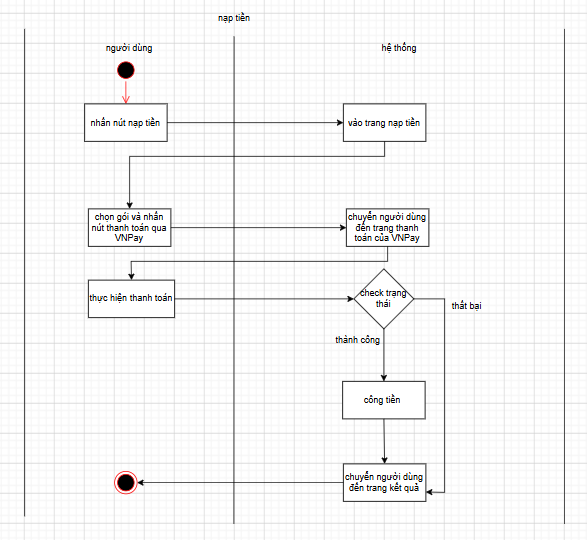 nạp tiền
người dùng
hệ thống
nhấn nút nạp tiền
vào trang nạp tiền
chọn gói và nhấn
nút thanh toán qua
VNPay
chuyển người dùng
đến trang thanh
toán của VNPay
thực hiện thanh toán
check trạng
thái
thất bại
thành công
công tiền
chuyển người dùng
đến trang kết quả